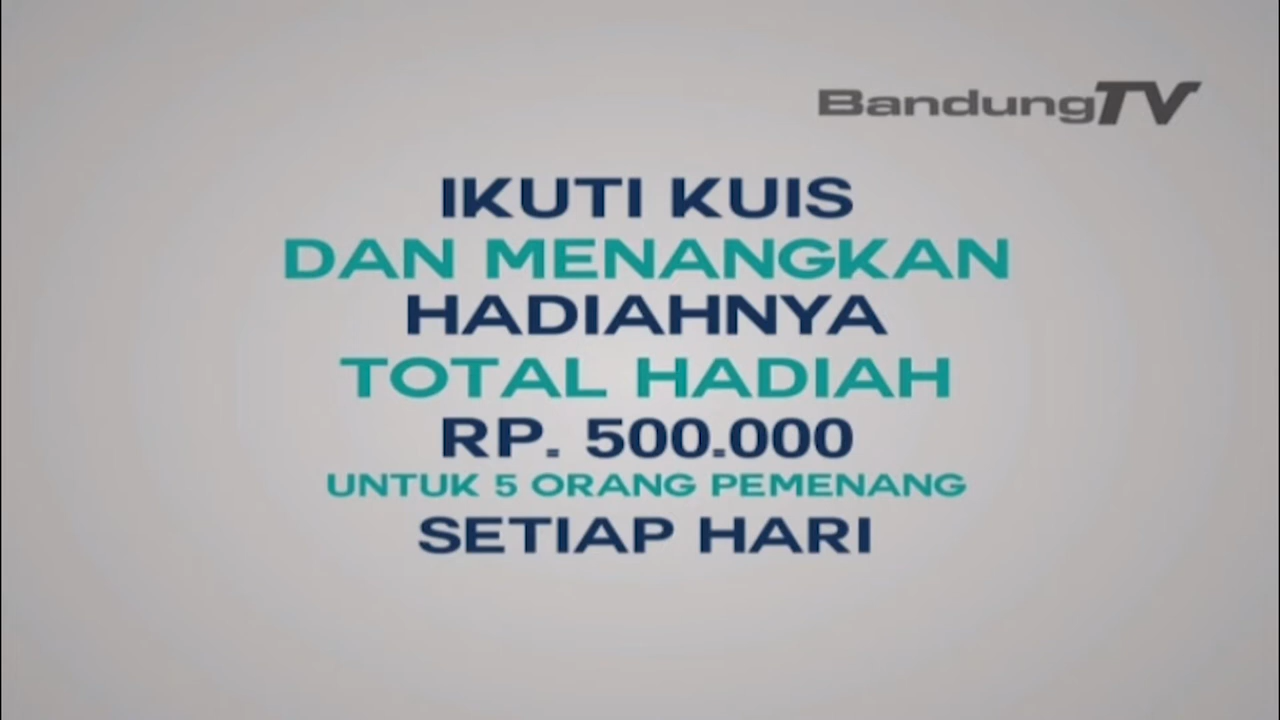 BandungTV
IKUTI KUIS
DAN MENANGKAN
HADIAHNYA
TOTAL HADIAH
RP. 500.000
UNTUK 5 ORANG PEMENANG
SETIAP HARI